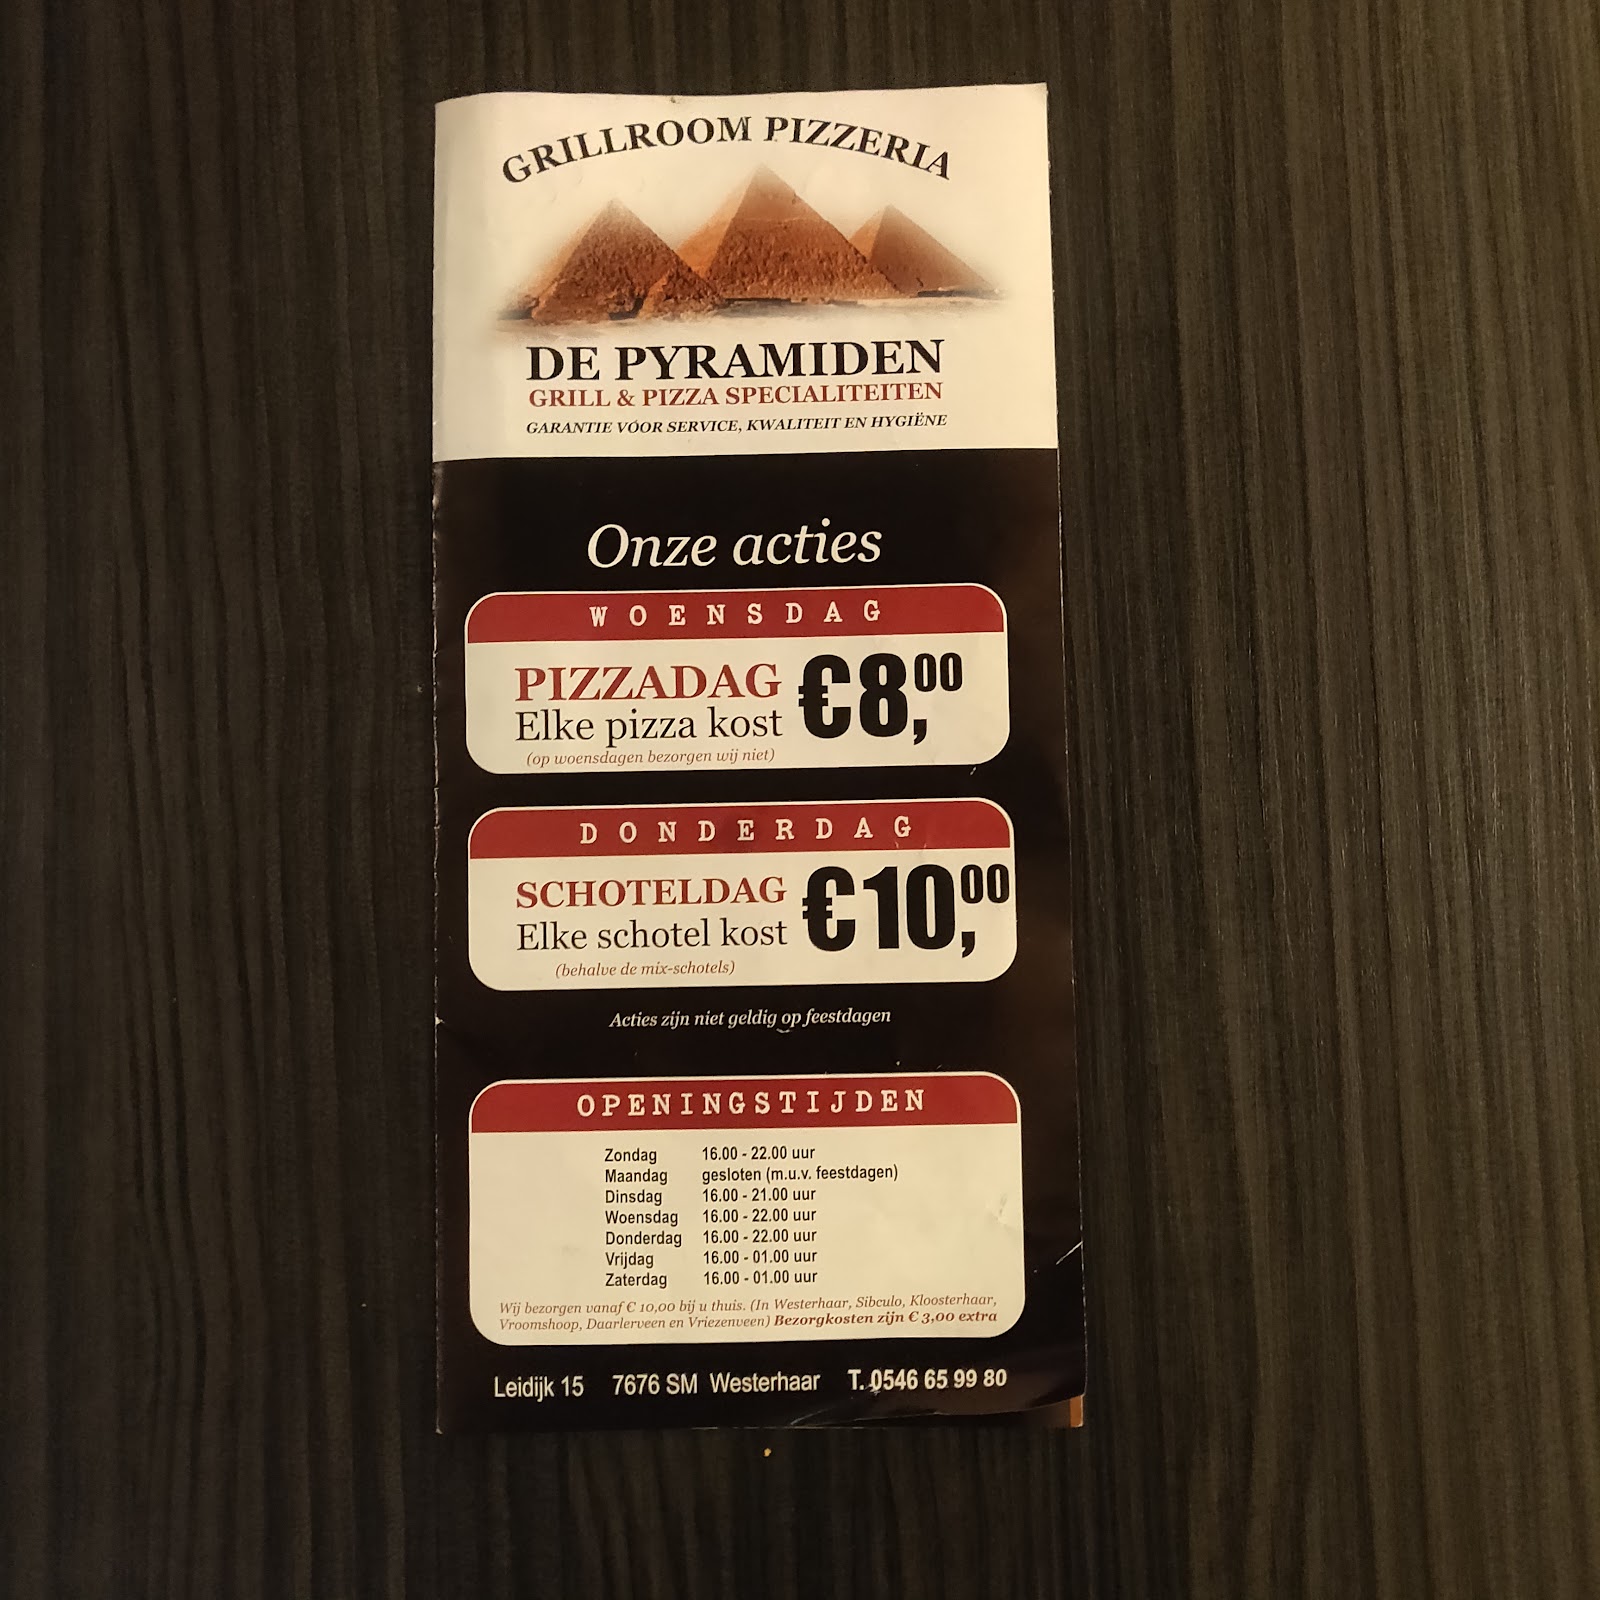 GRILLROOM PIZZERIA
DE PYRAMIDEN
GRILL & PIZZA SPECIALITEITEN
GARANTIE VOOR SERVICE, KWALITEIT EN HYGIËNE
Onze acties
WOENSDAG
PIZZADAG €8,00
Elke pizza kost
(op woensdagen bezorgen wij niet)
DONDERDAG
SCHOTELDAG €10,00
Elke schotel kost
(behalve de mix-schotels)
Acties zijn niet geldig op feestdagen
OPENINGSTIJDEN
Zondag 16.00 - 22.00 uur
Maandag gesloten (m.u.v. feestdagen)
Dinsdag 16.00 - 21.00 uur
Woensdag 16.00 - 22.00 uur
Donderdag 16.00 - 22.00 uur
Vrijdag 16.00 - 01.00 uur
Zaterdag 16.00 - 01.00 uur
Wij bezorgen vanaf € 10,00 bij u thuis. (In Westerhaar, Sibculo, Kloosterhaar,
Vroomshoop, Daarlerveen en Vriezenveen) Bezorgkosten zijn € 3,00 extra
Leidijk 15 7676 SM Westerhaar T. 0546 65 99 80